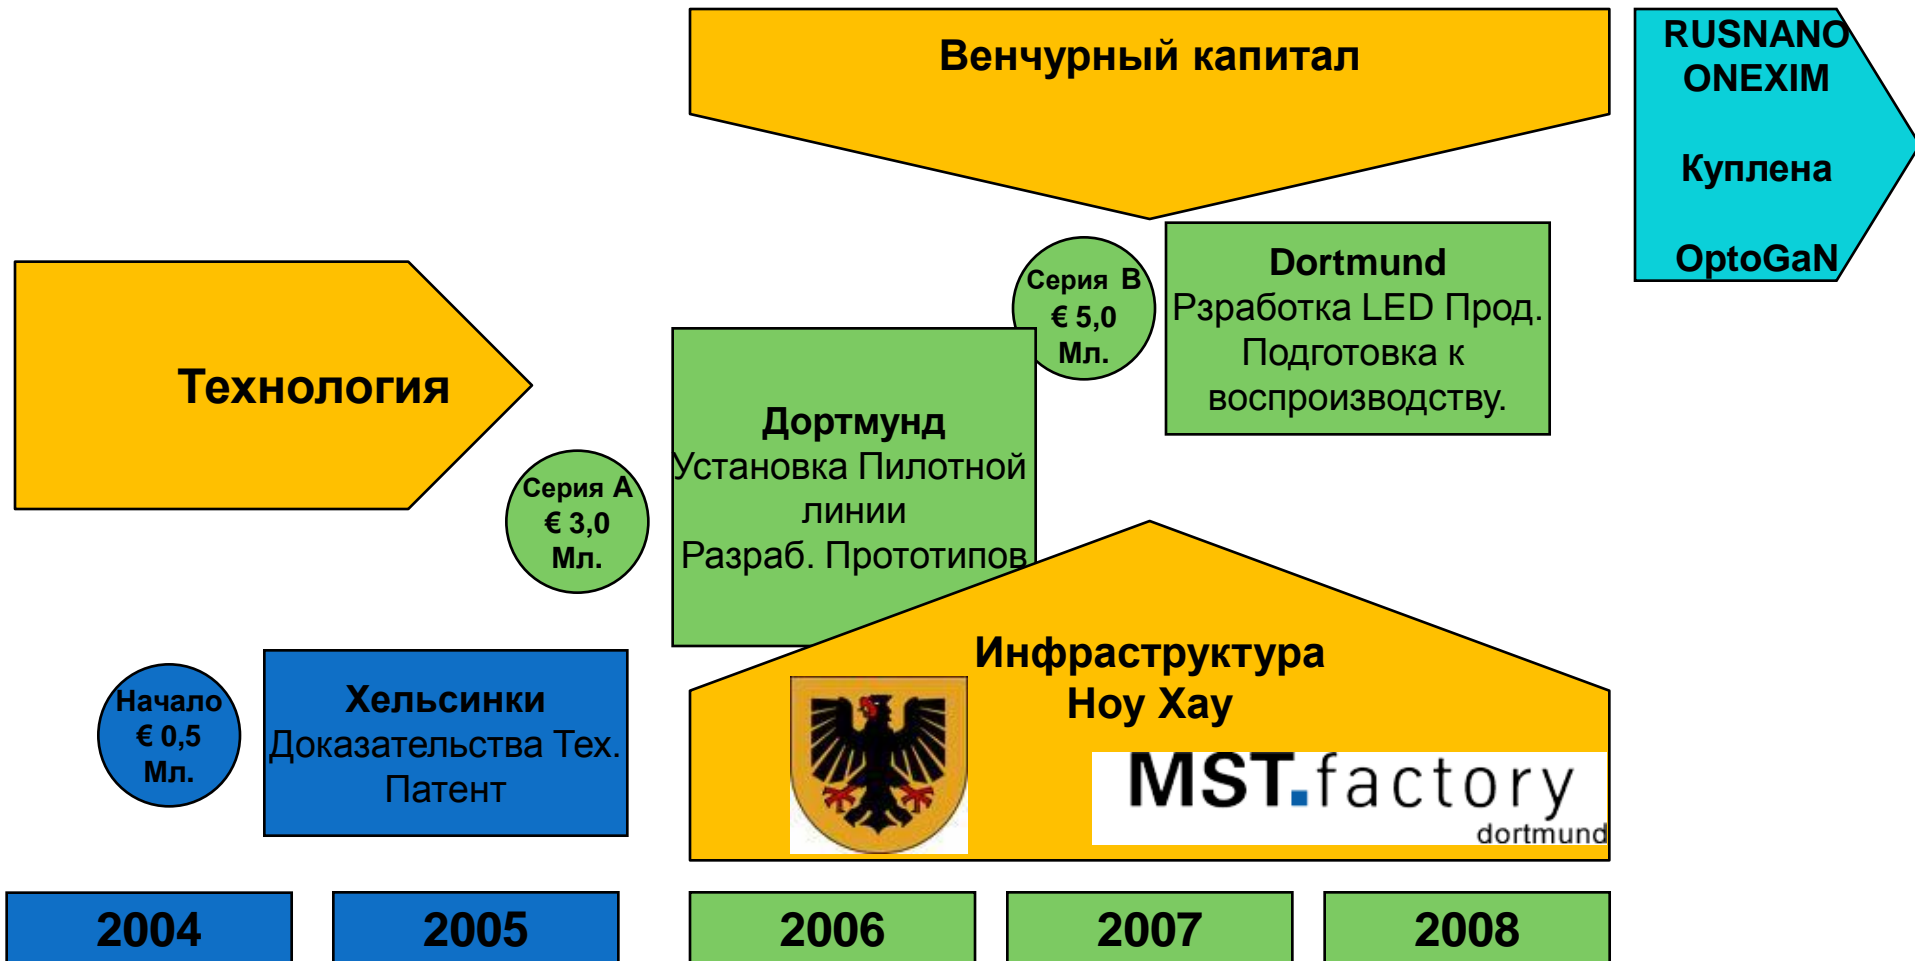 Венчурный капитал
RUSNANO
ONEXIM
Куплена
OptoGaN
Технология
Серия В
€ 5,0
Мл.
Dortmund
Рзработка LED Прод.
Подготовка к
воспроизводству.
Серия А
€ 3,0
Мл.
Дортмунд
Установка Пилотной
линии
Разраб. Прототипов
Начало
€ 0,5
Мл.
Хельсинки
Доказательства Тех.
Патент
Инфраструктура
Ноу Хау
MST.factory
dortmund
2004
2005
2006
2007
2008